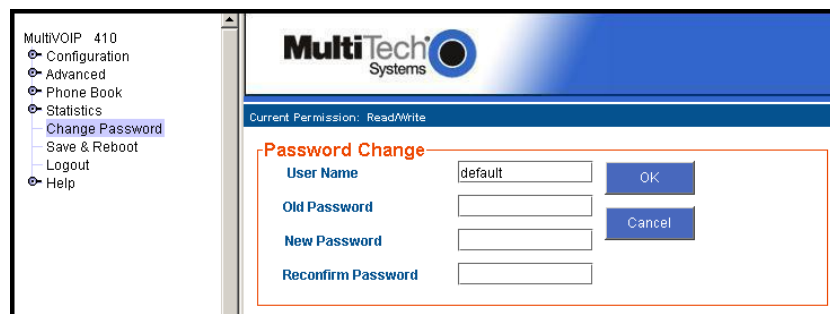 MultiVOIP 410
Configuration
Advanced
Phone Book
Statistics
Change Password
Save & Reboot
Logout
Help
MultiTech
Systems
Current Permission: Read/Write
Password Change
User Name
default
OK
Old Password
Cancel
New Password
Reconfirm Password